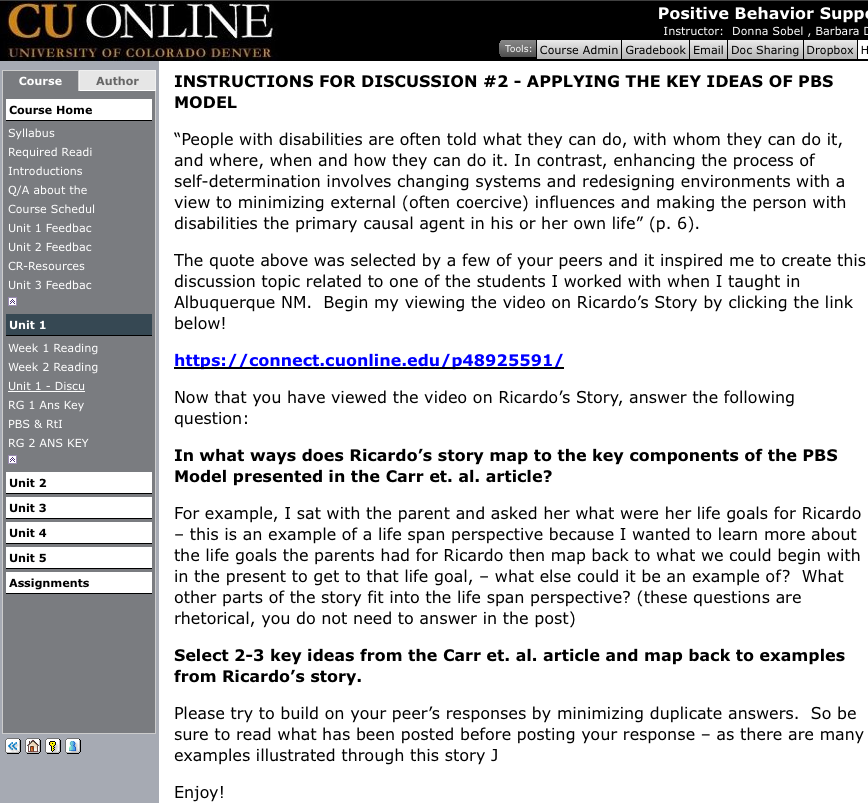 CU ONLINE
UNIVERSITY OF COLORADO DENVER
Positive Behavior Suppo
Instructor: Donna Sobel , Barbara D
Tools: Course Admin Gradebook Email Doc Sharing Dropbox H
Course Author
Course Home
Syllabus
Required Readi
Introductions
Q/A about the
Course Schedul
Unit 1 Feedbac
Unit 2 Feedbac
CR-Resources
Unit 3 Feedbac
Unit 1
Week 1 Reading
Week 2 Reading
Unit 1 - Discu
RG 1 Ans Key
PBS & RtI
RG 2 ANS KEY
Unit 2
Unit 3
Unit 4
Unit 5
Assignments
INSTRUCTIONS FOR DISCUSSION #2 - APPLYING THE KEY IDEAS OF PBS
MODEL
“People with disabilities are often told what they can do, with whom they can do it,
and where, when and how they can do it. In contrast, enhancing the process of
self-determination involves changing systems and redesigning environments with a
view to minimizing external (often coercive) influences and making the person with
disabilities the primary causal agent in his or her own life” (p. 6).
The quote above was selected by a few of your peers and it inspired me to create this
discussion topic related to one of the students I worked with when I taught in
Albuquerque NM.  Begin my viewing the video on Ricardo’s Story by clicking the link
below!
https://connect.cuonline.edu/p48925591/
Now that you have viewed the video on Ricardo’s Story, answer the following
question:
In what ways does Ricardo’s story map to the key components of the PBS
Model presented in the Carr et. al. article?
For example, I sat with the parent and asked her what were her life goals for Ricardo
– this is an example of a life span perspective because I wanted to learn more about
the life goals the parents had for Ricardo then map back to what we could begin with
in the present to get to that life goal, – what else could it be an example of?  What
other parts of the story fit into the life span perspective? (these questions are
rhetorical, you do not need to answer in the post)
Select 2-3 key ideas from the Carr et. al. article and map back to examples
from Ricardo’s story.
Please try to build on your peer’s responses by minimizing duplicate answers.  So be
sure to read what has been posted before posting your response – as there are many
examples illustrated through this story J
Enjoy!